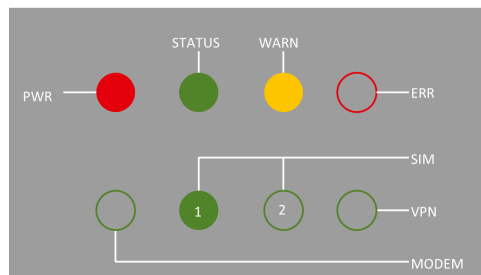 STATUS WARN
PWR ERR
SIM
1 2
VPN
MODEM